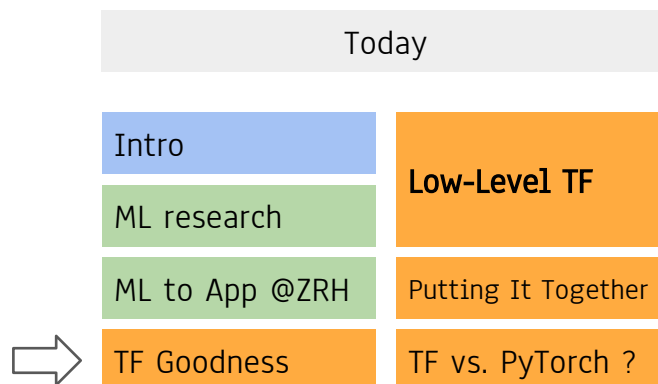 Today
Intro
ML research
ML to App @ZRH
TF Goodness
Low-Level TF
Putting It Together
TF vs. PyTorch ?